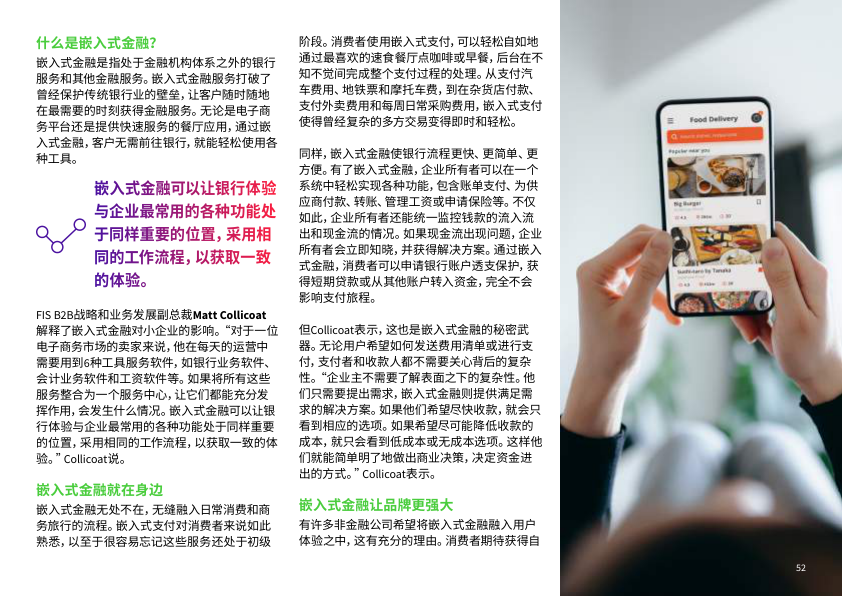 什么是嵌入式金融？
嵌入式金融是指处于金融机构体系之外的银行
服务和其他金融服务。嵌入式金融服务打破了
曾经保护传统银行业的壁垒，让客户随时随地
在最需要的时刻获得金融服务。无论是电子商
务平台还是提供快速服务的餐厅应用，通过嵌
入式金融，客户无需前往银行，就能轻松使用各
种工具。
嵌入式金融可以让银行体验
与企业最常用的各种功能处
于同样重要的位置，采用相
同的工作流程，以获取一致
的体验。
FIS B2B战略和业务发展副总裁Matt Collicoat
解释了嵌入式金融对小企业的影响。“对于一位
电子商务市场的卖家来说，他在每天的运营中
需要用到6种工具服务软件，如银行业务软件、
会计业务软件和工资软件等。如果将所有这些
服务整合为一个服务中心，让它们都能充分发
挥作用，会发生什么情况。嵌入式金融可以让银
行体验与企业最常用的各种功能处于同样重要
的位置，采用相同的工作流程，以获取一致的体
验。”Collicoat说。
嵌入式金融就在身边
嵌入式金融无处不在，无缝融入日常消费和商
务旅行的流程。嵌入式支付对消费者来说如此
熟悉，以至于很容易忘记这些服务还处于初级
阶段。消费者使用嵌入式支付，可以轻松自如地
通过最喜欢的速食餐厅点咖啡或早餐，后台在不
知不觉间完成整个支付过程的处理。从支付汽
车费用、地铁票和摩托车费，到在杂货店付款、
支付外卖费用和每周日常采购费用，嵌入式支付
使得曾经复杂的多方交易变得即时和轻松。
同样，嵌入式金融使银行流程更快、更简单、更
方便。有了嵌入式金融，企业所有者可以在一个
系统中轻松实现各种功能，包含账单支付、为供
应商付款、转账、管理工资或申请保险等。不仅
如此，企业所有者还能统一监控钱款的流入流
出和现金流的情况。如果现金流出现问题，企业
所有者会立即知晓，并获得解决方案。通过嵌入
式金融，消费者可以申请银行账户透支保护，获
得短期贷款或从其他账户转入资金，完全不会
影响支付旅程。
但Collicoat表示，这也是嵌入式金融的秘密武
器。无论用户希望如何发送费用清单或进行支
付，支付者和收款人都不需要关心背后的复杂
性。“企业主不需要了解表面之下的复杂性。他
们只需要提出需求，嵌入式金融则提供满足需
求的解决方案。如果他们希望尽快收款，就会只
看到相应的选项。如果希望尽可能降低收款的
成本，就只会看到低成本或无成本选项。这样他
们就能简单明了地做出商业决策，决定资金进
出的方式。”Collicoat表示。
嵌入式金融让品牌更强大
有许多非金融公司希望将嵌入式金融融入用户
体验之中，这有充分的理由。消费者期待获得自
Food Delivery
Popular near you
Big Burger
Sushi naro by Tanaka
52